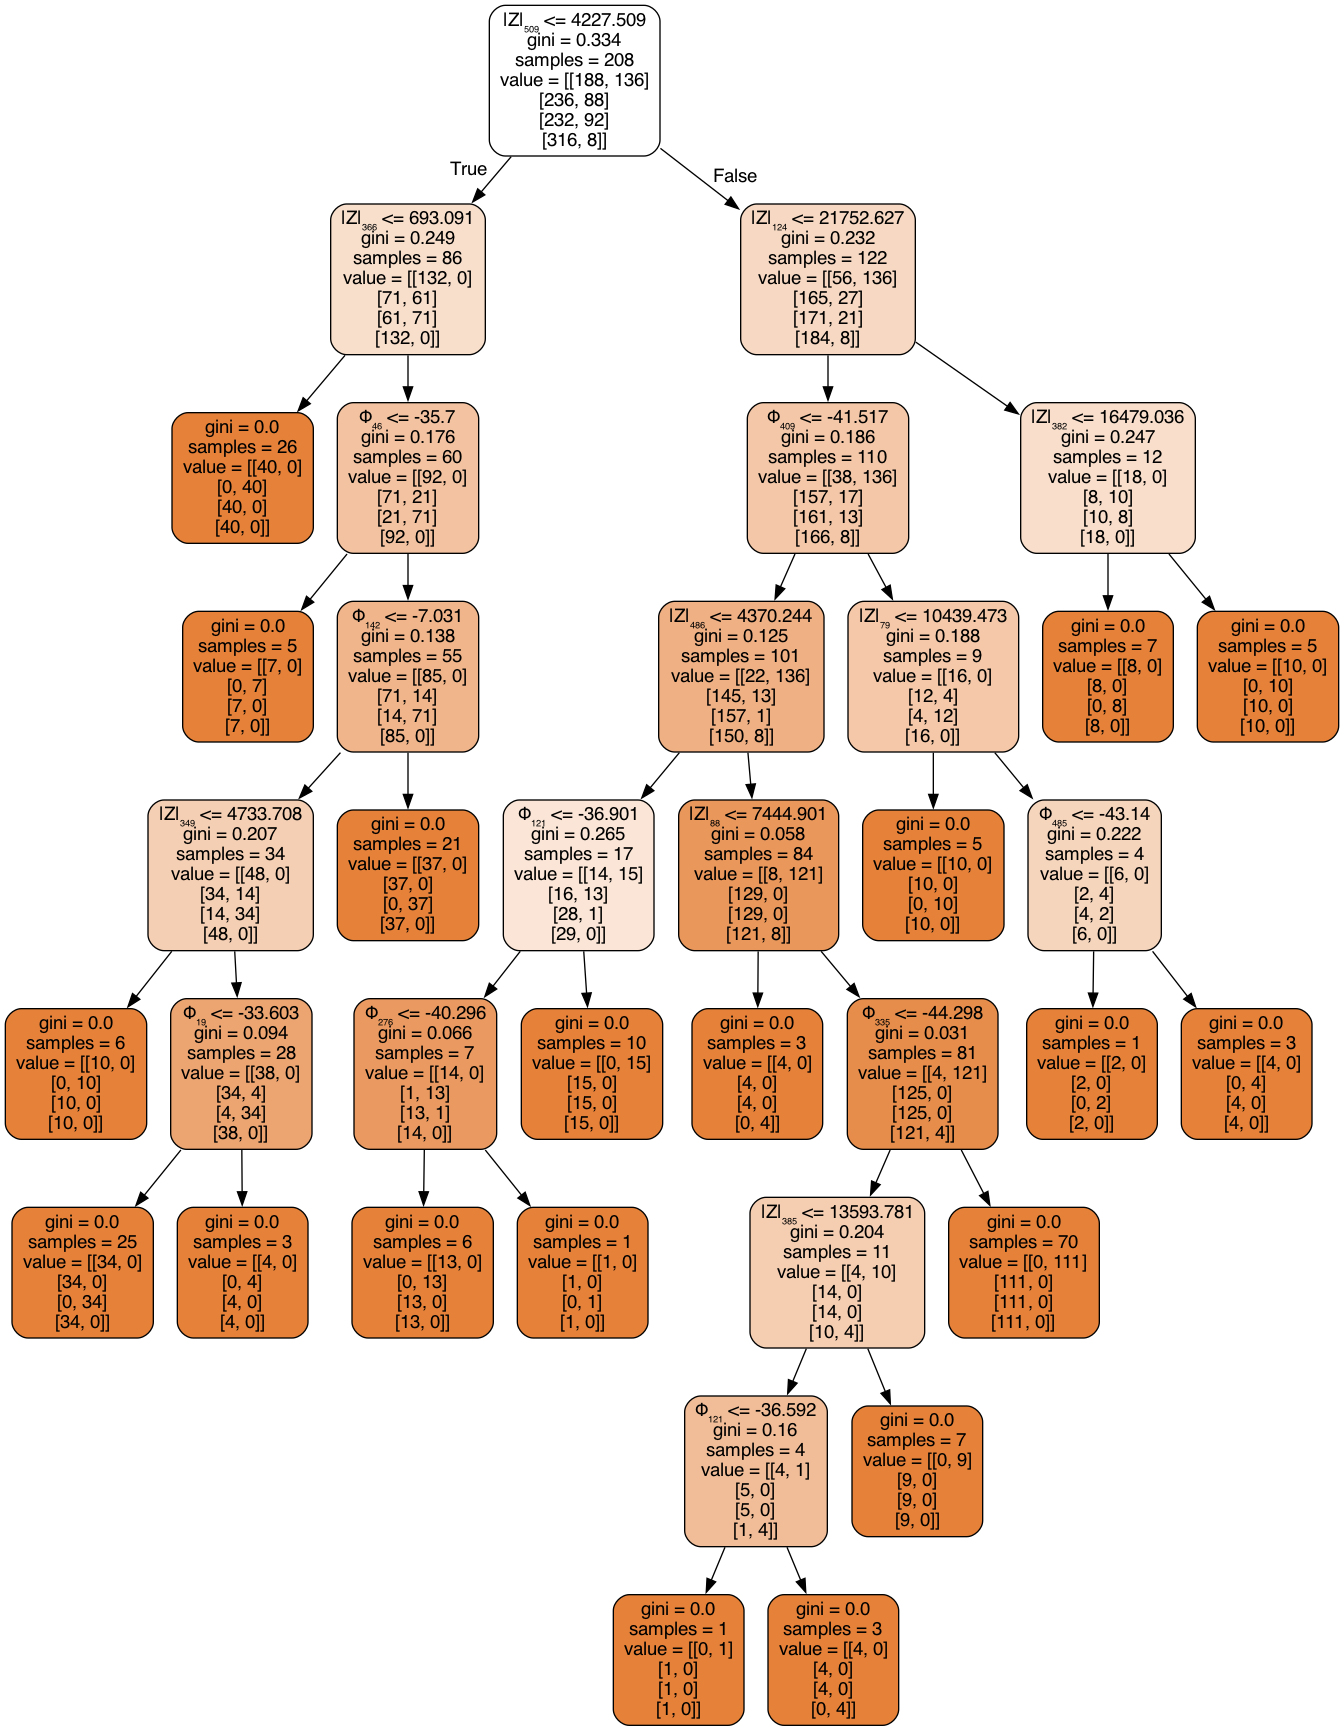 |Z|₅₀₉ <= 4227.509
gini = 0.334
samples = 208
value = [[188, 136]
[236, 88]
[232, 92]
[316, 8]]
True
False
|Z|₃₆₆ <= 693.091
gini = 0.249
samples = 86
value = [[132, 0]
[71, 61]
[61, 71]
[132, 0]]
|Z|₁₂₄ <= 21752.627
gini = 0.232
samples = 122
value = [[56, 136]
[165, 27]
[171, 21]
[184, 8]]
gini = 0.0
samples = 26
value = [[40, 0]
[0, 40]
[40, 0]
[40, 0]]
Φ₄₆ <= -35.7
gini = 0.176
samples = 60
value = [[92, 0]
[71, 21]
[21, 71]
[92, 0]]
Φ₄₀₉ <= -41.517
gini = 0.186
samples = 110
value = [[38, 136]
[157, 17]
[161, 13]
[166, 8]]
|Z|₃₈₂ <= 16479.036
gini = 0.247
samples = 12
value = [[18, 0]
[8, 10]
[10, 8]
[18, 0]]
gini = 0.0
samples = 5
value = [[7, 0]
[0, 7]
[7, 0]
[7, 0]]
Φ₁₄₂ <= -7.031
gini = 0.138
samples = 55
value = [[85, 0]
[71, 14]
[14, 71]
[85, 0]]
|Z|₄₈₆ <= 4370.244
gini = 0.125
samples = 101
value = [[22, 136]
[145, 13]
[157, 1]
[150, 8]]
|Z|₇₉ <= 10439.473
gini = 0.188
samples = 9
value = [[16, 0]
[12, 4]
[4, 12]
[16, 0]]
gini = 0.0
samples = 7
value = [[8, 0]
[8, 0]
[0, 8]
[8, 0]]
gini = 0.0
samples = 5
value = [[10, 0]
[0, 10]
[10, 0]
[10, 0]]
|Z|₃₄₉ <= 4733.708
gini = 0.207
samples = 34
value = [[48, 0]
[34, 14]
[14, 34]
[48, 0]]
gini = 0.0
samples = 21
value = [[37, 0]
[37, 0]
[0, 37]
[37, 0]]
Φ₁₂₁ <= -36.901
gini = 0.265
samples = 17
value = [[14, 15]
[16, 13]
[28, 1]
[29, 0]]
|Z|₈₈ <= 7444.901
gini = 0.058
samples = 84
value = [[8, 121]
[129, 0]
[129, 0]
[121, 8]]
gini = 0.0
samples = 5
value = [[10, 0]
[10, 0]
[0, 10]
[10, 0]]
Φ₄₈₅ <= -43.14
gini = 0.222
samples = 4
value = [[6, 0]
[2, 4]
[4, 2]
[6, 0]]
gini = 0.0
samples = 6
value = [[10, 0]
[0, 10]
[10, 0]
[10, 0]]
Φ₁₉ <= -33.603
gini = 0.094
samples = 28
value = [[38, 0]
[34, 4]
[4, 34]
[38, 0]]
Φ₂₇₆ <= -40.296
gini = 0.066
samples = 7
value = [[14, 0]
[1, 13]
[13, 1]
[14, 0]]
gini = 0.0
samples = 10
value = [[0, 15]
[15, 0]
[15, 0]
[15, 0]]
gini = 0.0
samples = 3
value = [[4, 0]
[4, 0]
[4, 0]
[0, 4]]
Φ₃₃₅ <= -44.298
gini = 0.031
samples = 81
value = [[4, 121]
[125, 0]
[125, 0]
[121, 4]]
gini = 0.0
samples = 1
value = [[2, 0]
[2, 0]
[0, 2]
[2, 0]]
gini = 0.0
samples = 3
value = [[4, 0]
[0, 4]
[4, 0]
[4, 0]]
gini = 0.0
samples = 25
value = [[34, 0]
[34, 0]
[0, 34]
[34, 0]]
gini = 0.0
samples = 3
value = [[4, 0]
[0, 4]
[4, 0]
[4, 0]]
gini = 0.0
samples = 6
value = [[13, 0]
[0, 13]
[13, 0]
[13, 0]]
gini = 0.0
samples = 1
value = [[1, 0]
[1, 0]
[0, 1]
[1, 0]]
|Z|₃₈₅ <= 13593.781
gini = 0.204
samples = 11
value = [[4, 10]
[14, 0]
[14, 0]
[10, 4]]
gini = 0.0
samples = 70
value = [[0, 111]
[111, 0]
[111, 0]
[111, 0]]
Φ₁₂₁ <= -36.592
gini = 0.16
samples = 4
value = [[4, 1]
[5, 0]
[5, 0]
[1, 4]]
gini = 0.0
samples = 7
value = [[0, 9]
[9, 0]
[9, 0]
[9, 0]]
gini = 0.0
samples = 1
value = [[0, 1]
[1, 0]
[1, 0]
[1, 0]]
gini = 0.0
samples = 3
value = [[4, 0]
[4, 0]
[4, 0]
[0, 4]]